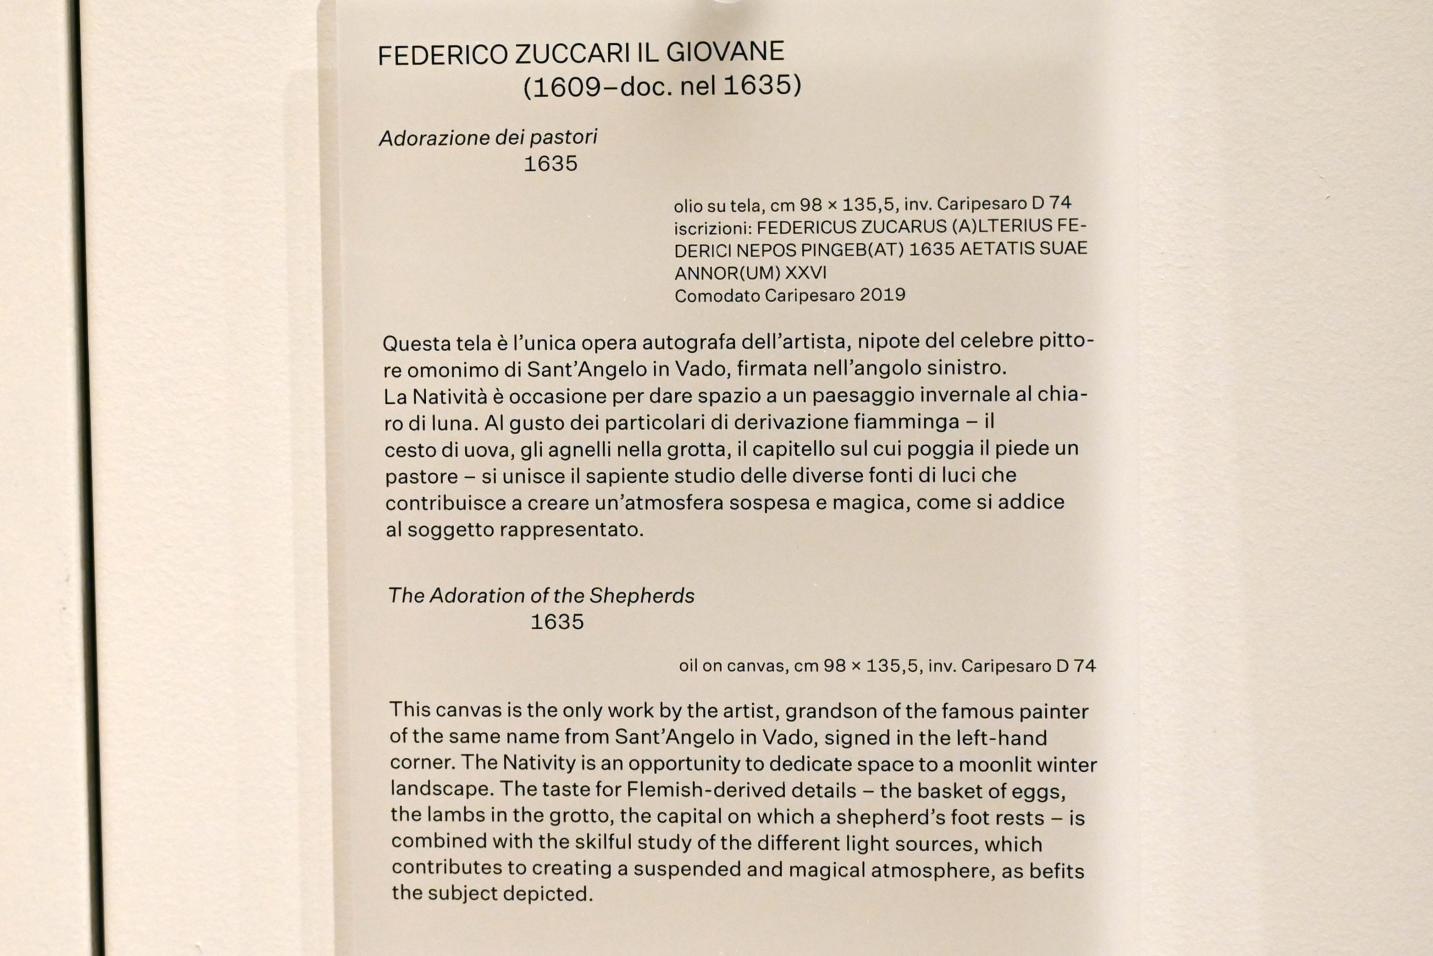 FEDERICO ZUCCARI IL GIOVANE
(1609–doc. nel 1635)
Adorazione dei pastori
1635
olio su tela, cm 98 × 135,5, inv. Caripesaro D 74
iscrizioni: FEDERICUS ZUCARUS (A)LTERIUS FE-
DERICI NEPOS PINGEB(AT) 1635 AETATIS SUAE
ANNOR(UM) XXVI
Comodato Caripesaro 2019
Questa tela è l’unica opera autografa dell’artista, nipote del celebre pitto-
re omonimo di Sant’Angelo in Vado, firmata nell’angolo sinistro.
La Natività è occasione per dare spazio a un paesaggio invernale al chia-
ro di luna. Al gusto dei particolari di derivazione fiamminga – il
cesto di uova, gli agnelli nella grotta, il capitello sul cui poggia il piede un
pastore – si unisce il sapiente studio delle diverse fonti di luci che
contribuisce a creare un’atmosfera sospesa e magica, come si addice
al soggetto rappresentato.
The Adoration of the Shepherds
1635
oil on canvas, cm 98 × 135,5, inv. Caripesaro D 74
This canvas is the only work by the artist, grandson of the famous painter
of the same name from Sant’Angelo in Vado, signed in the left-hand
corner. The Nativity is an opportunity to dedicate space to a moonlit winter
landscape. The taste for Flemish-derived details – the basket of eggs,
the lambs in the grotto, the capital on which a shepherd’s foot rests – is
combined with the skilful study of the different light sources, which
contributes to creating a suspended and magical atmosphere, as befits
the subject depicted.